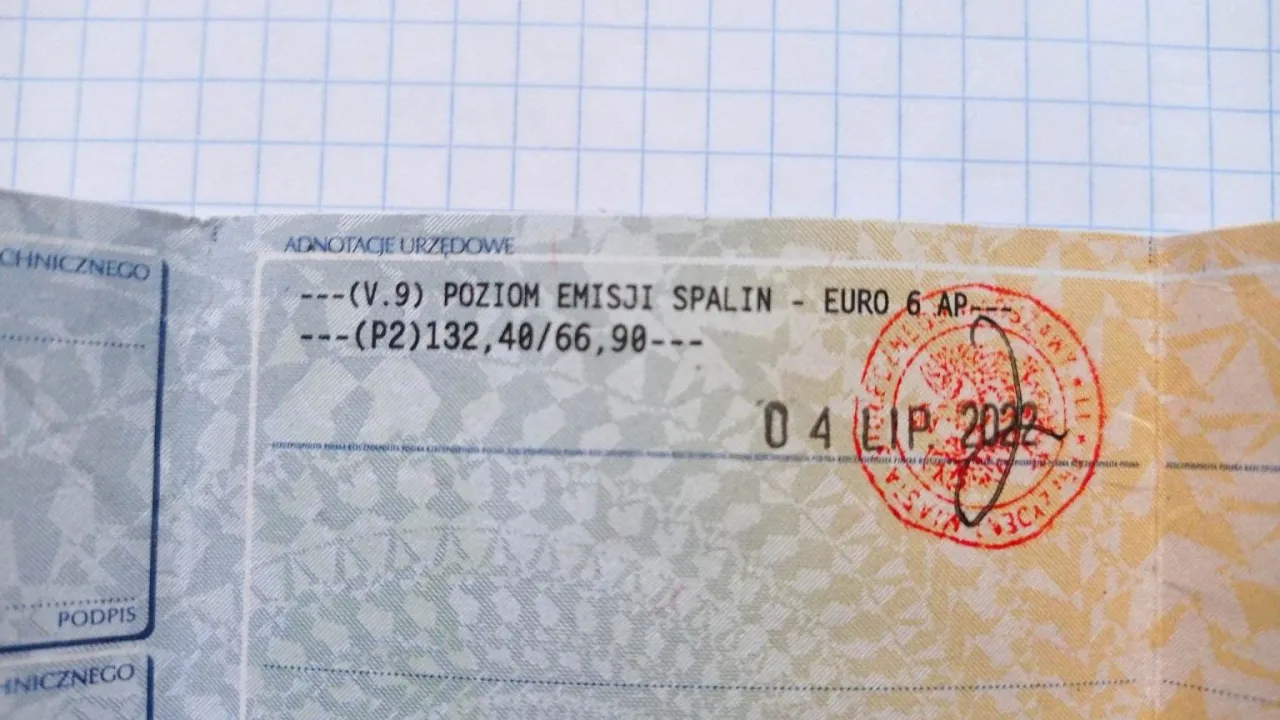 ADNOTACJE URZĘDOWE
CHNICZNEGO
---(V.9) POZIOM EMISJI SPALIN - EURO 6 AP---
---(P2)132,40/66,90---
04 LIP. 2022
PODPIS
HNICZNEGO